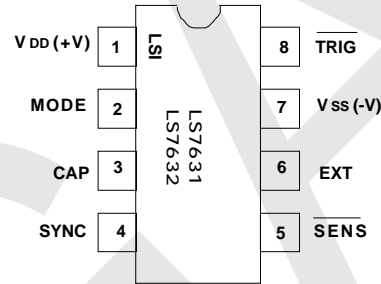 V DD (+V) 1 LSI 8 TRIG
MODE 2 7 V SS (-V)
LS7631
LS7632
CAP 3 6 EXT
SYNC 4 5 SENS